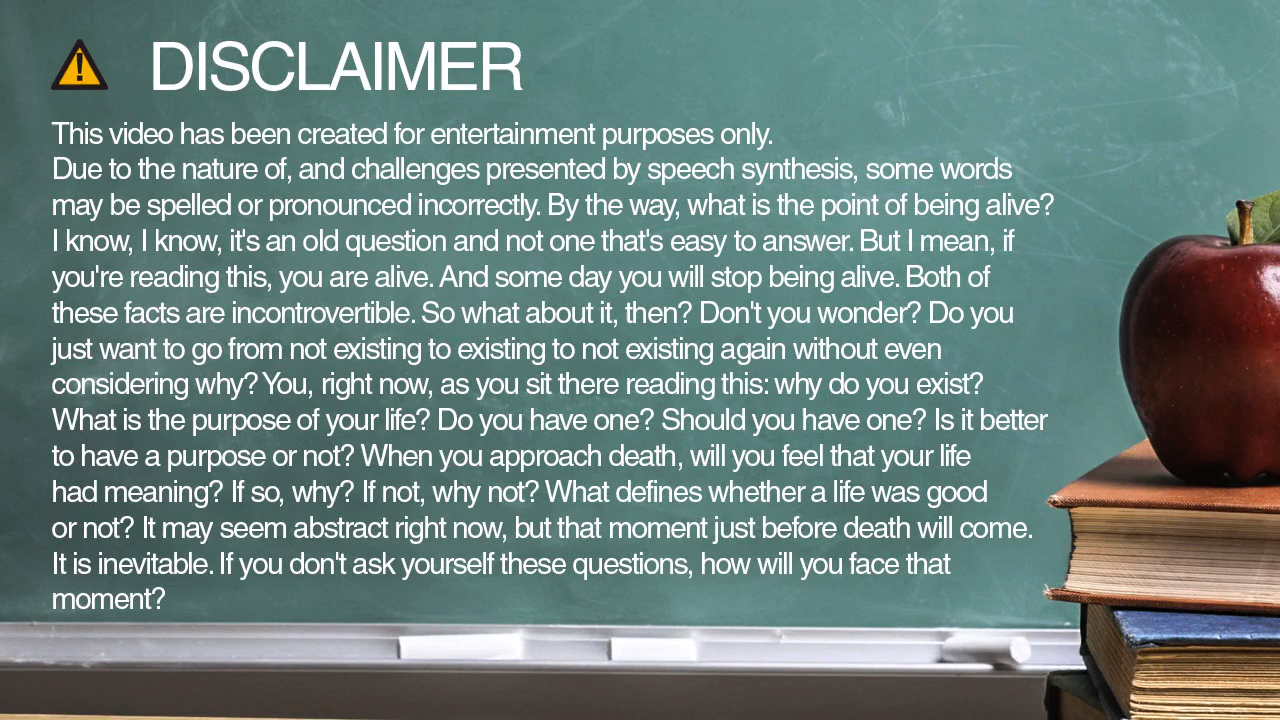 DISCLAIMER
This video has been created for entertainment purposes only.
Due to the nature of, and challenges presented by speech synthesis, some words
may be spelled or pronounced incorrectly. By the way, what is the point of being alive?
I know, I know, it's an old question and not one that's easy to answer. But I mean, if
you're reading this, you are alive. And some day you will stop being alive. Both of
these facts are incontrovertible. So what about it, then? Don't you wonder? Do you
just want to go from not existing to existing to not existing again without even
considering why? You, right now, as you sit there reading this: why do you exist?
What is the purpose of your life? Do you have one? Should you have one? Is it better
to have a purpose or not? When you approach death, will you feel that your life
had meaning? If so, why? If not, why not? What defines whether a life was good
or not? It may seem abstract right now, but that moment just before death will come.
It is inevitable. If you don't ask yourself these questions, how will you face that
moment?